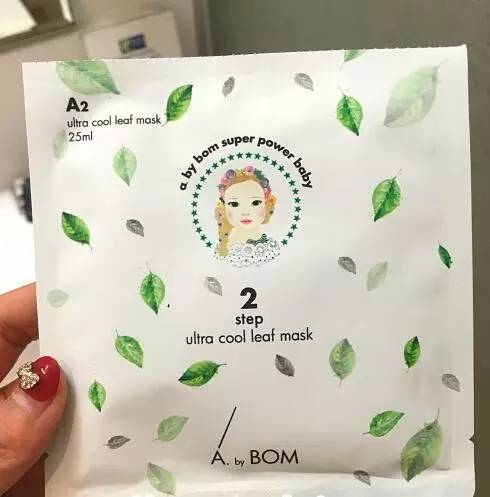 A2
ultra cool leaf mask
25ml
a by bom super power baby
2
step
ultra cool leaf mask
A. by BOM